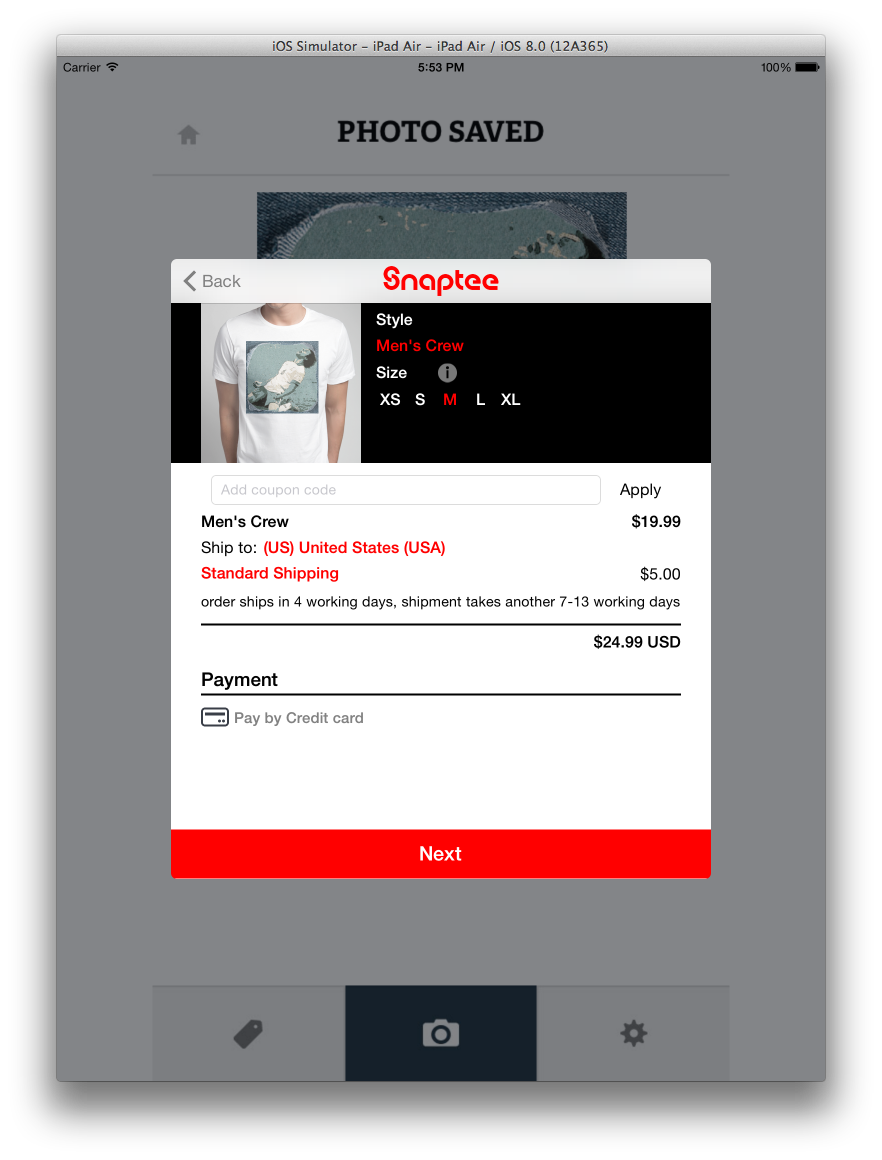 iOS Simulator – iPad Air – iPad Air / iOS 8.0 (12A365)
Carrier 5:53 PM 100%
PHOTO SAVED
Back Snaptee
Style
Men's Crew
Size i
XS S M L XL
Add coupon code Apply
Men's Crew $19.99
Ship to: (US) United States (USA)
Standard Shipping $5.00
order ships in 4 working days, shipment takes another 7-13 working days
$24.99 USD
Payment
Pay by Credit card
Next